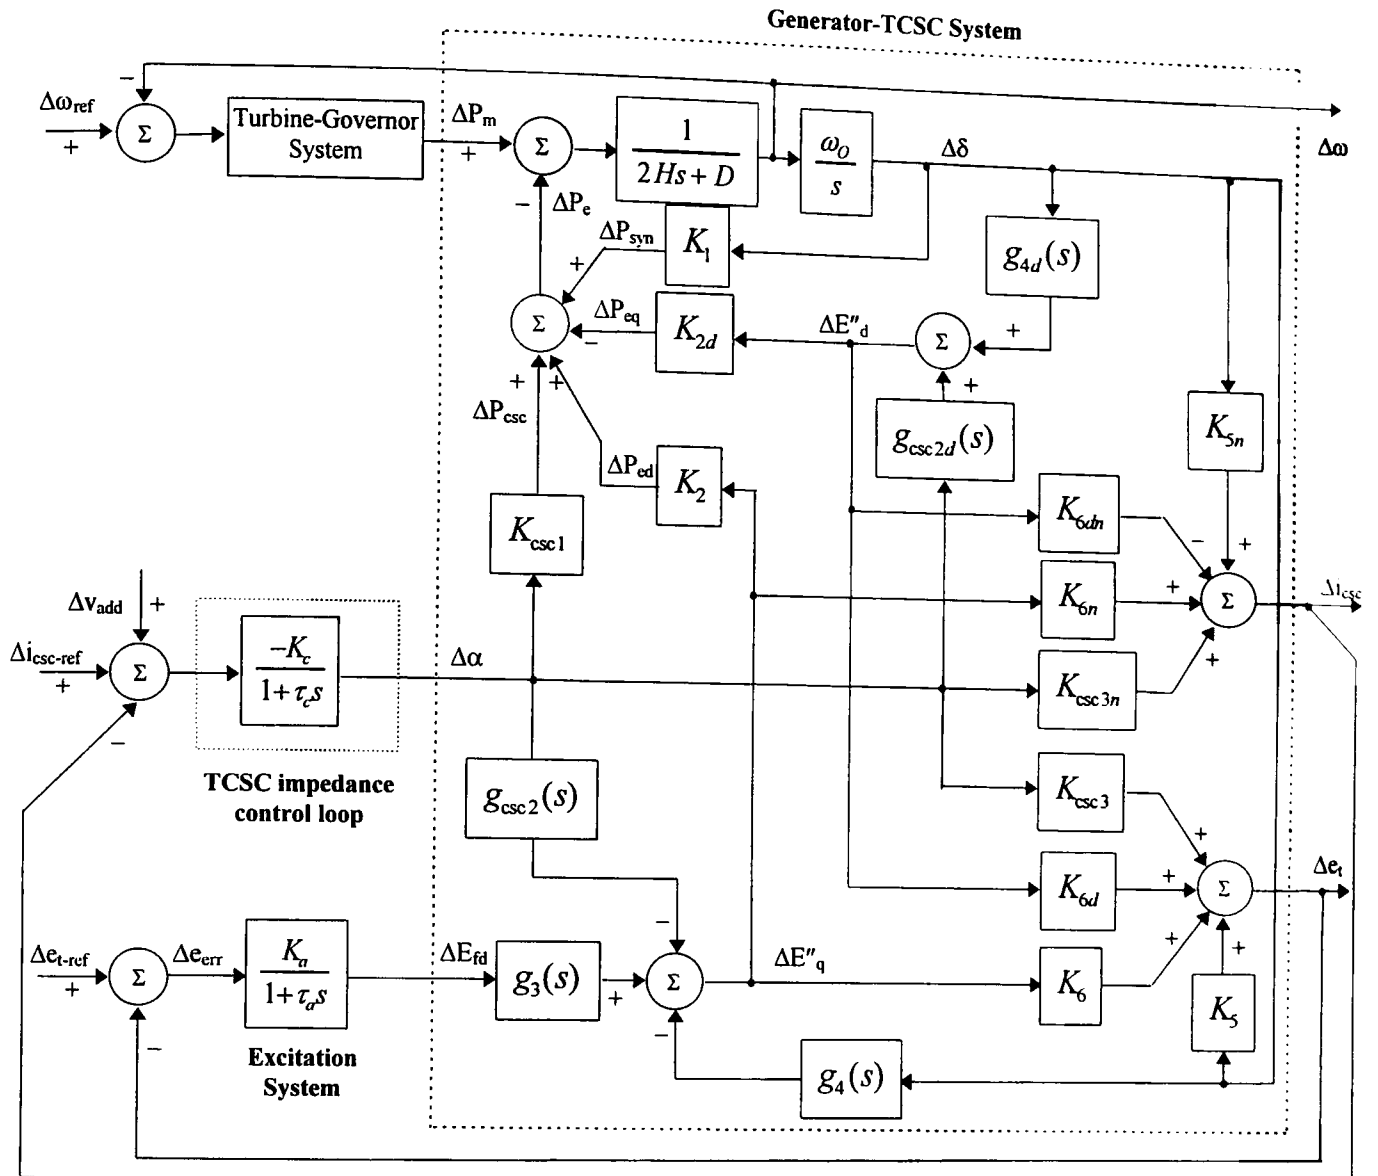 Generator-TCSC System
Δω_ref
+
−
Σ
Turbine-Governor
System
ΔP_m
+
Σ
−
ΔP_e
1
2Hs + D
ω_O
s
Δδ
Δω
ΔP_syn
+
K_1
g_4d(s)
+
Σ
ΔP_eq
−
K_2d
ΔE″_d
Σ
+
+
+
ΔP_csc
g_csc2d(s)
K_5n
ΔP_ed
K_2
K_csc1
K_6dn
−
+
Δv_add
+
K_6n
+
Σ
Δi_csc
Δi_csc-ref
+
Σ
−
−K_c
1+τ_c s
Δα
K_csc3n
+
TCSC impedance
control loop
g_csc2(s)
K_csc3
+
K_6d
+
Σ
Δe_t
−
Δe_t-ref
+
Σ
−
Δe_err
K_a
1+τ_a s
ΔE_fd
g_3(s)
+
Σ
−
ΔE″_q
K_6
+
+
K_5
Excitation
System
g_4(s)